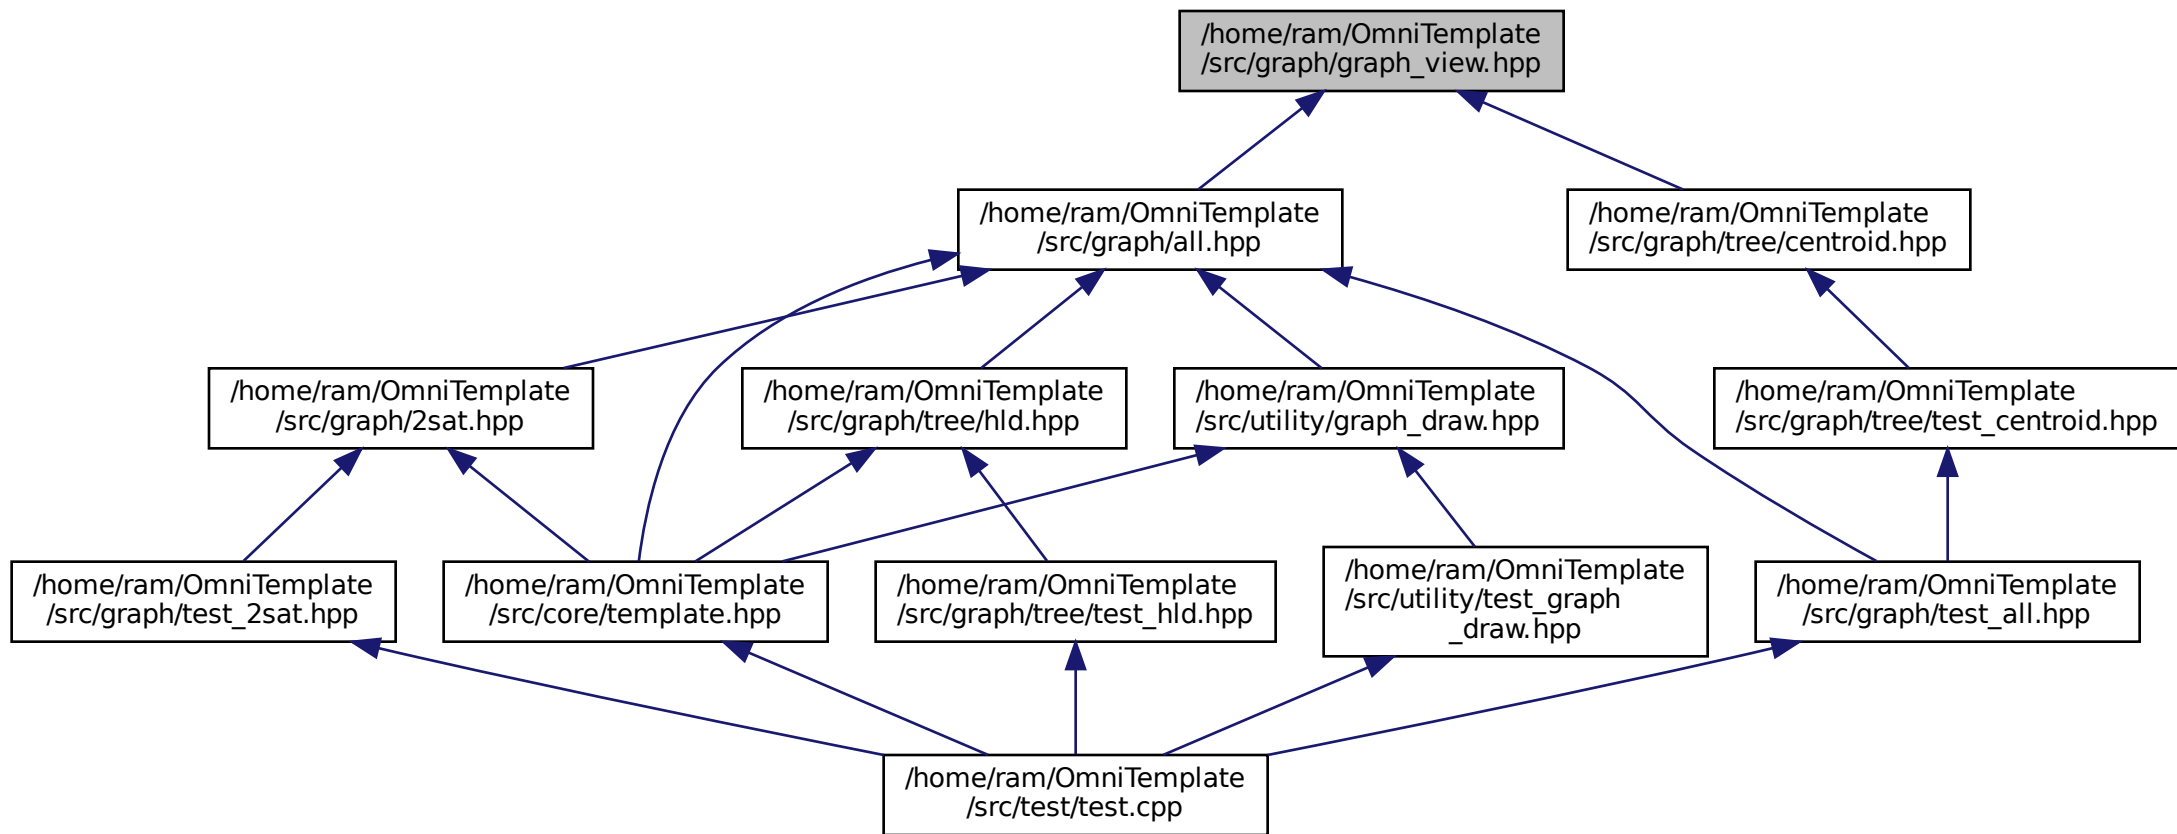 /home/ram/OmniTemplate
/src/graph/graph_view.hpp
/home/ram/OmniTemplate
/src/graph/all.hpp
/home/ram/OmniTemplate
/src/graph/tree/centroid.hpp
/home/ram/OmniTemplate
/src/graph/2sat.hpp
/home/ram/OmniTemplate
/src/graph/tree/hld.hpp
/home/ram/OmniTemplate
/src/utility/graph_draw.hpp
/home/ram/OmniTemplate
/src/graph/tree/test_centroid.hpp
/home/ram/OmniTemplate
/src/graph/test_2sat.hpp
/home/ram/OmniTemplate
/src/core/template.hpp
/home/ram/OmniTemplate
/src/graph/tree/test_hld.hpp
/home/ram/OmniTemplate
/src/utility/test_graph
_draw.hpp
/home/ram/OmniTemplate
/src/graph/test_all.hpp
/home/ram/OmniTemplate
/src/test/test.cpp